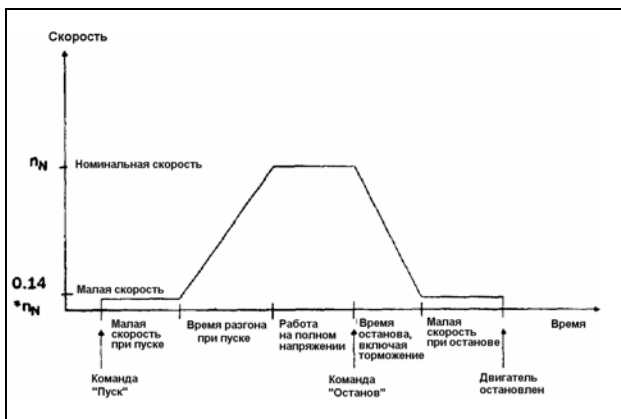 Скорость
n_N
Номинальная скорость
0.14
*n_N
Малая скорость
Малая
скорость
при пуске
Время разгона
при пуске
Работа
на полном
напряжении
Время
останова,
включая
торможение
Малая
скорость
при останове
Время
Команда
"Пуск"
Команда
"Останов"
Двигатель
остановлен